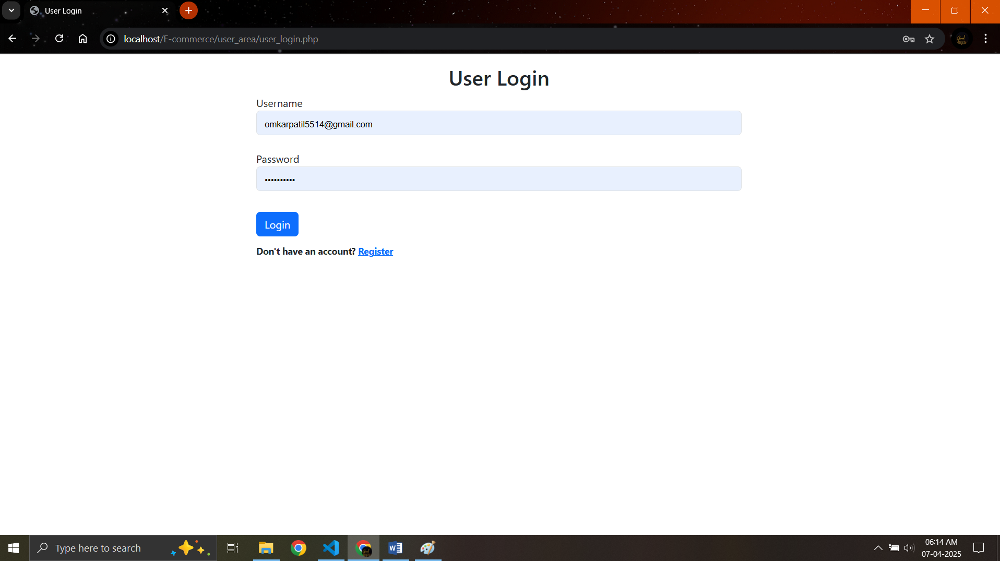 User Login
localhost/E-commerce/user_area/user_login.php
User Login
Username
omkarpatil5514@gmail.com
Password
••••••••••
Login
Don't have an account? Register
Type here to search
06:14 AM
07-04-2025